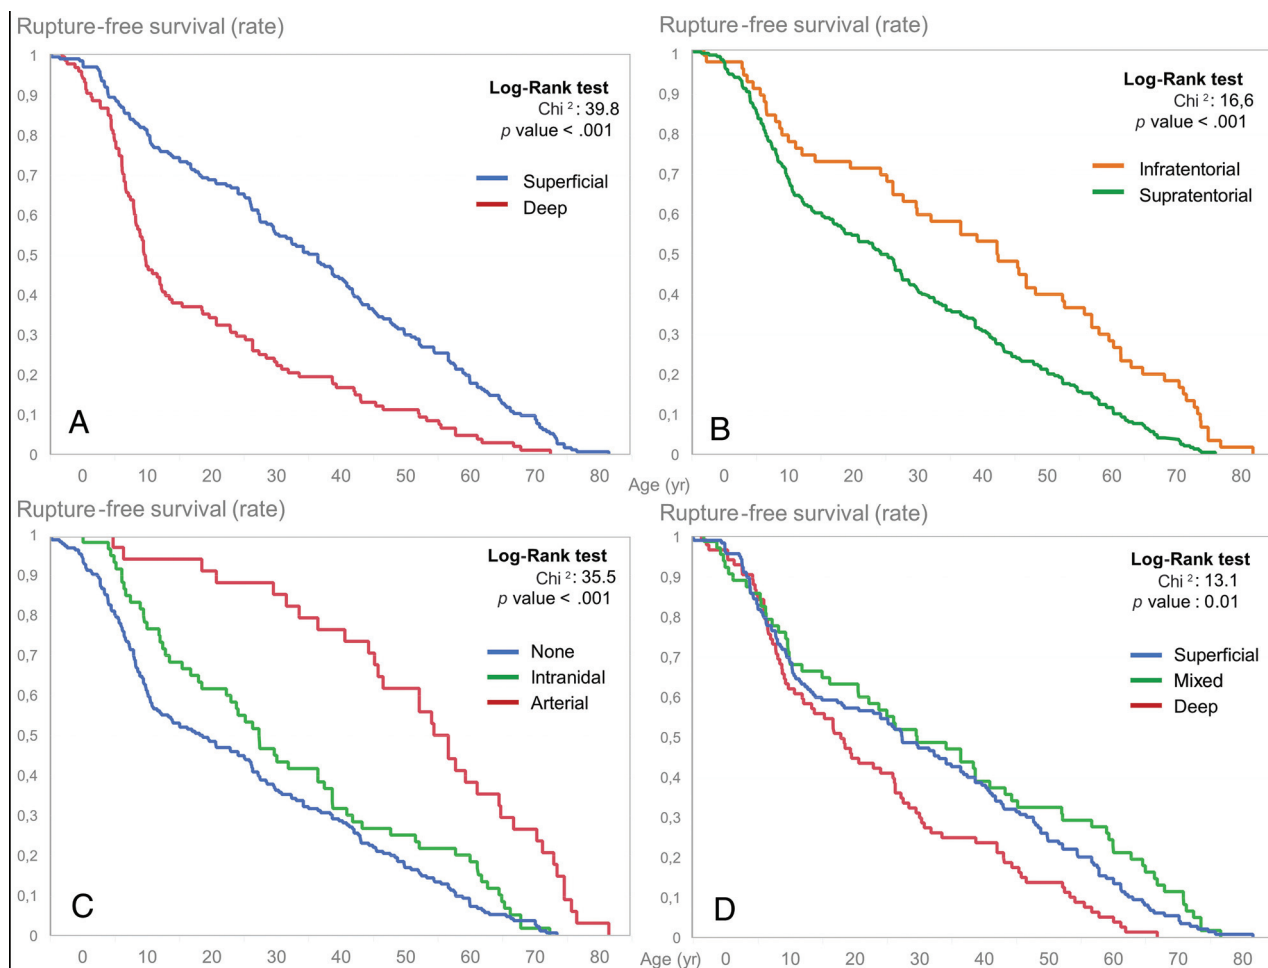 Rupture-free survival (rate)
1
0,9
0,8
0,7
0,6
0,5
0,4
0,3
0,2
0,1
0
Log-Rank test
Chi ²: 39.8
p value < .001
Superficial
Deep
A
0 10 20 30 40 50 60 70 80
Rupture-free survival (rate)
1
0,9
0,8
0,7
0,6
0,5
0,4
0,3
0,2
0,1
0
Log-Rank test
Chi ²: 16,6
p value < .001
Infratentorial
Supratentorial
B
Age (yr)
0 10 20 30 40 50 60 70 80
Rupture-free survival (rate)
1
0,9
0,8
0,7
0,6
0,5
0,4
0,3
0,2
0,1
0
Log-Rank test
Chi ²: 35.5
p value < .001
None
Intranidal
Arterial
C
0 10 20 30 40 50 60 70 80
Rupture-free survival (rate)
1
0,9
0,8
0,7
0,6
0,5
0,4
0,3
0,2
0,1
0
Log-Rank test
Chi ²: 13.1
p value : 0.01
Superficial
Mixed
Deep
D
Age (yr)
0 10 20 30 40 50 60 70 80